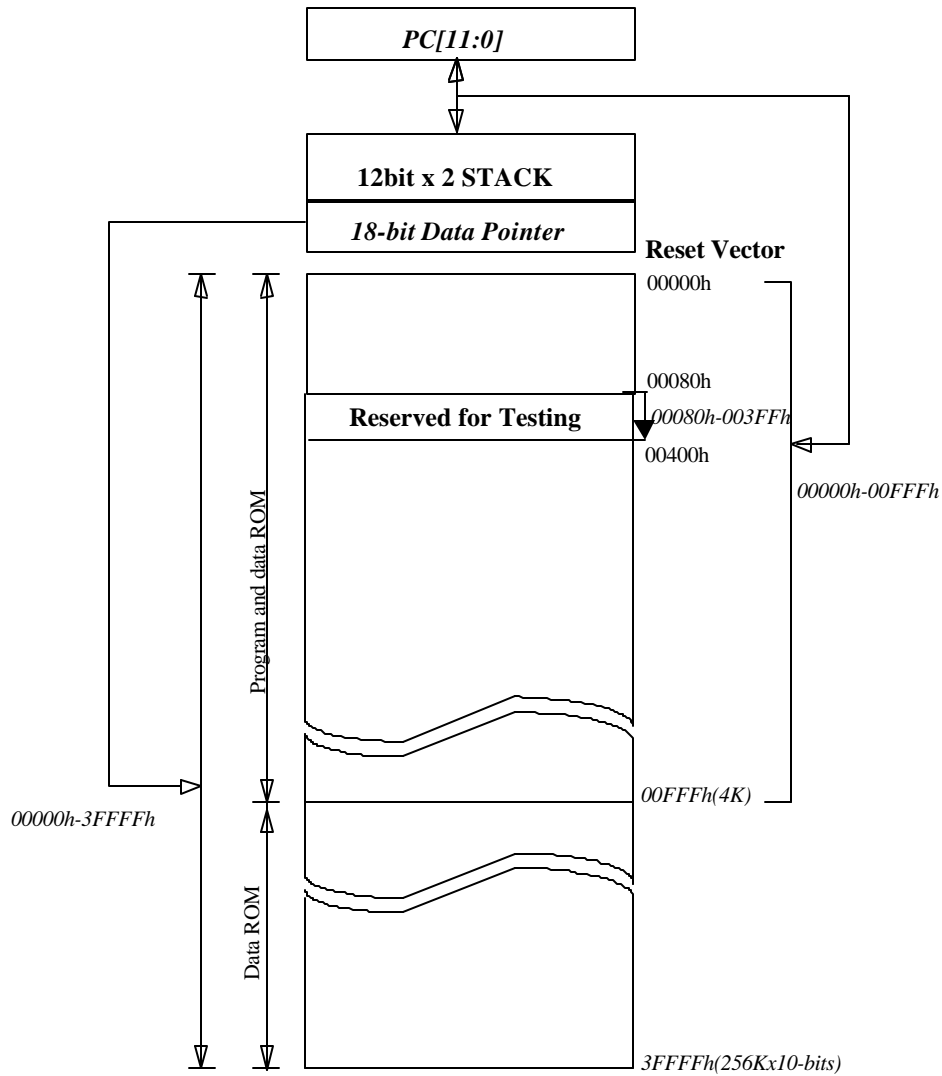 PC[11:0]
12bit x 2 STACK
18-bit Data Pointer
Reset Vector
00000h
00080h
Reserved for Testing
00080h-003FFh
00400h
00000h-00FFFh
Program and data ROM
00FFFh(4K)
00000h-3FFFFh
Data ROM
3FFFFh(256Kx10-bits)